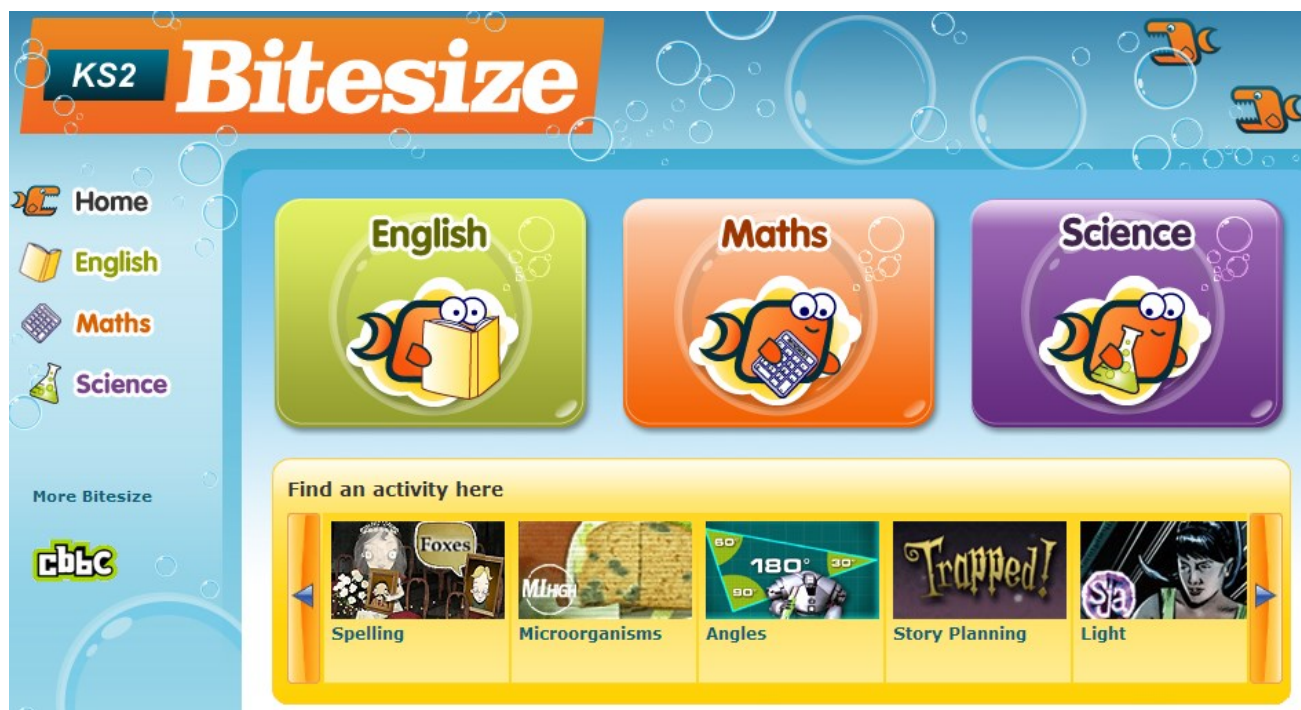 KS2 Bitesize
Home
English
Maths
Science
More Bitesize
cbbc
English
Maths
Science
Find an activity here
Foxes
Spelling
MI HIGH
Microorganisms
60°
180° 30°
90°
Angles
Trapped!
Story Planning
Sja
Light